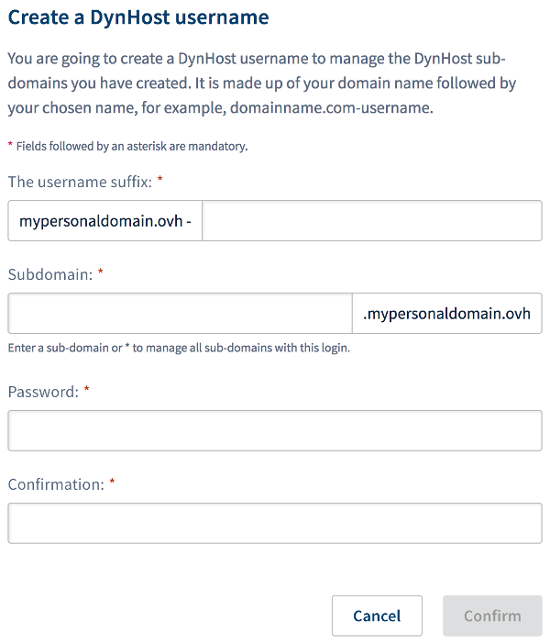 Create a DynHost username
You are going to create a DynHost username to manage the DynHost sub-
domains you have created. It is made up of your domain name followed by
your chosen name, for example, domainname.com-username.
* Fields followed by an asterisk are mandatory.
The username suffix: *
mypersonaldomain.ovh -
Subdomain: *
.mypersonaldomain.ovh
Enter a sub-domain or * to manage all sub-domains with this login.
Password: *
Confirmation: *
Cancel Confirm